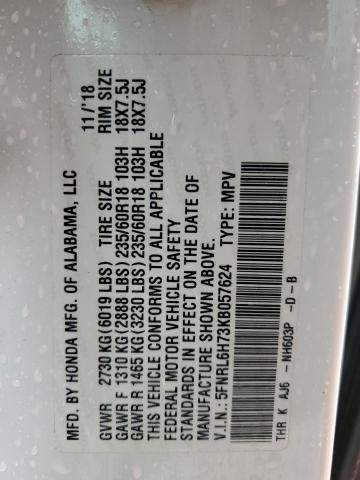 MFD. BY HONDA MFG. OF ALABAMA, LLC 11/'18
GVWR 2730 KG (6019 LBS) TIRE SIZE RIM SIZE
GAWR F 1310 KG (2888 LBS) 235/60R18 103H 18X7.5J
GAWR R 1465 KG (3230 LBS) 235/60R18 103H 18X7.5J
THIS VEHICLE CONFORMS TO ALL APPLICABLE
FEDERAL MOTOR VEHICLE SAFETY
STANDARDS IN EFFECT ON THE DATE OF
MANUFACTURE SHOWN ABOVE.
V.I.N.: 5FNRL6H73KB057624 TYPE: MPV
THR K AJ6 -NH603P -D -B